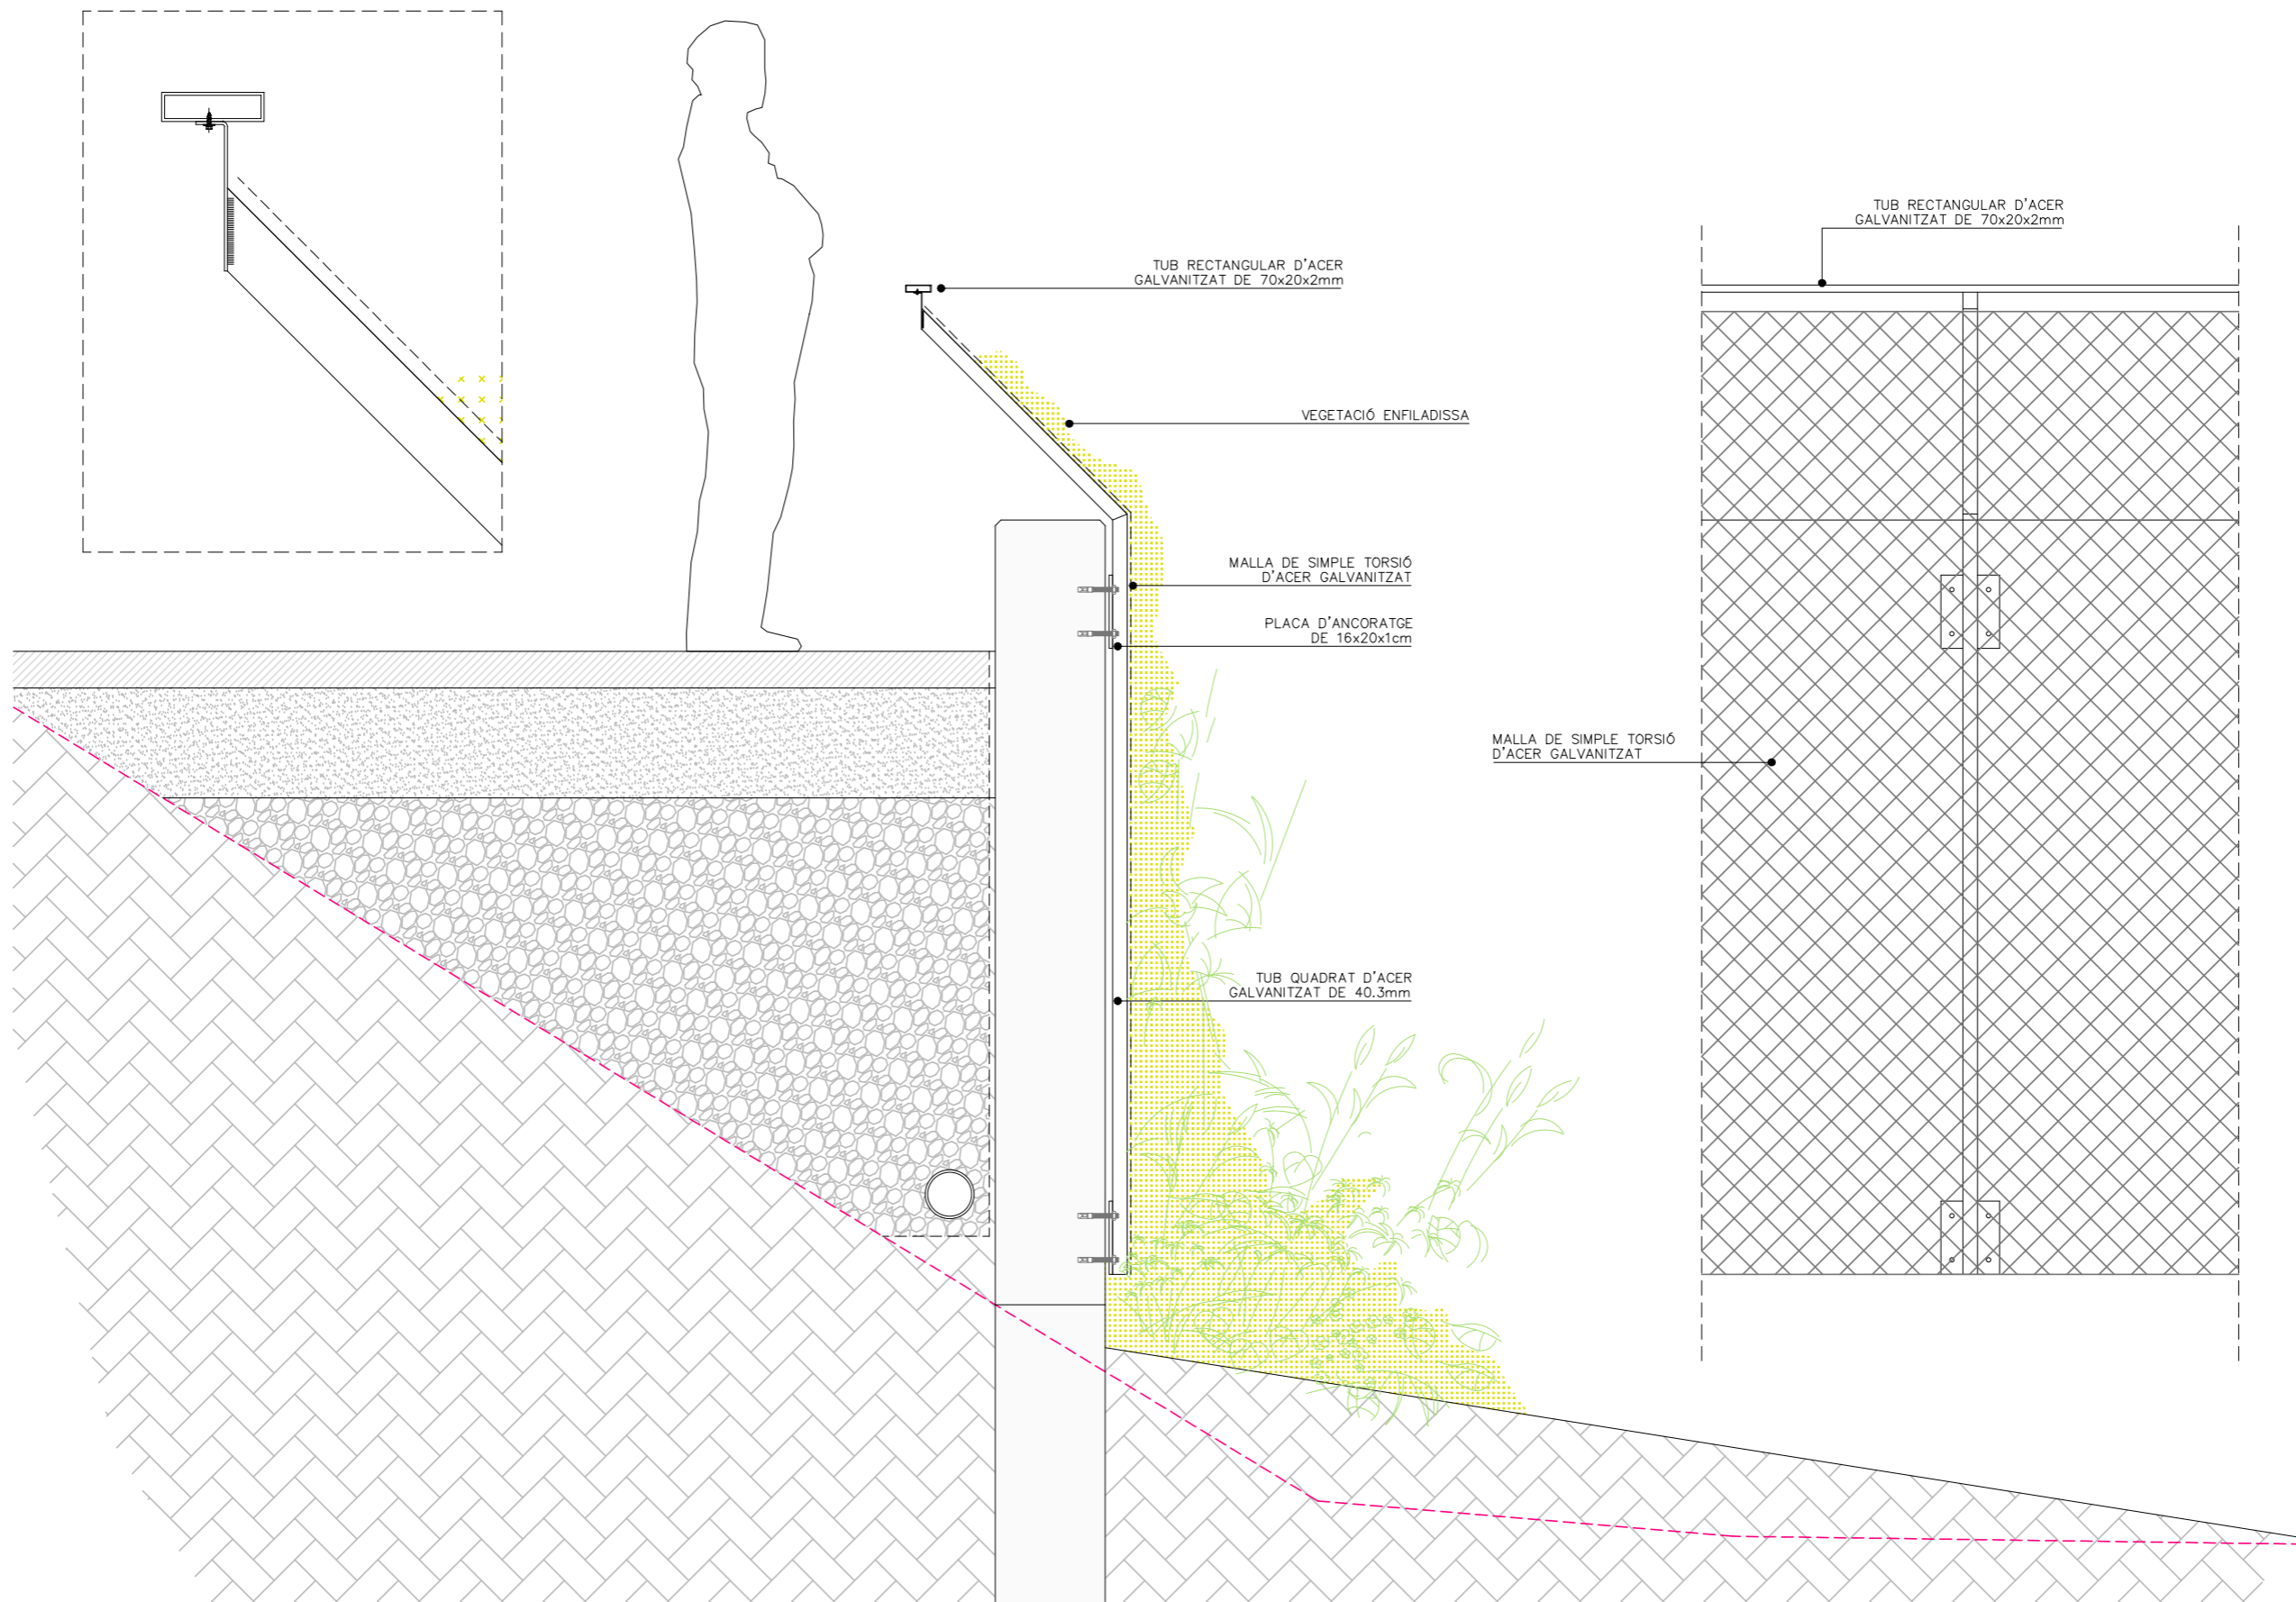 TUB RECTANGULAR D'ACER
GALVANITZAT DE 70x20x2mm
TUB RECTANGULAR D'ACER
GALVANITZAT DE 70x20x2mm
VEGETACIÓ ENFILADISSA
MALLA DE SIMPLE TORSIÓ
D'ACER GALVANITZAT
PLACA D'ANCORATGE
DE 16x20x1cm
MALLA DE SIMPLE TORSIÓ
D'ACER GALVANITZAT
TUB QUADRAT D'ACER
GALVANITZAT DE 40.3mm